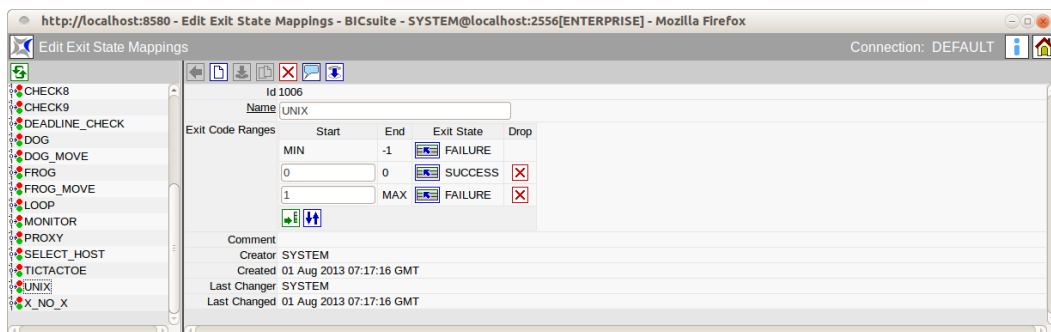 http://localhost:8580 - Edit Exit State Mappings - BICsuite - SYSTEM@localhost:2556[ENTERPRISE] - Mozilla Firefox
Edit Exit State Mappings Connection: DEFAULT
CHECK8
CHECK9
DEADLINE_CHECK
DOG
DOG_MOVE
FROG
FROG_MOVE
LOOP
MONITOR
PROXY
SELECT_HOST
TICTACTOE
UNIX
X_NO_X
Id 1006
Name UNIX
Exit Code Ranges Start End Exit State Drop
MIN -1 FAILURE
0 0 SUCCESS
1 MAX FAILURE
Comment
Creator SYSTEM
Created 01 Aug 2013 07:17:16 GMT
Last Changer SYSTEM
Last Changed 01 Aug 2013 07:17:16 GMT